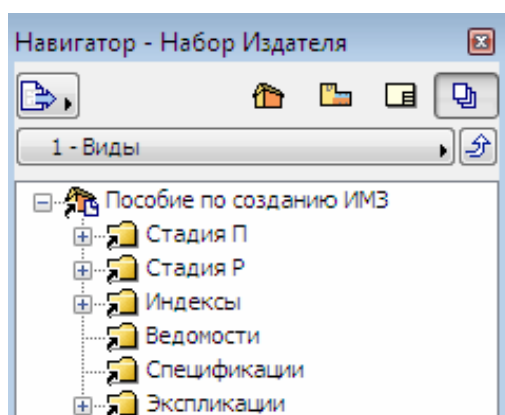 Навигатор - Набор Издателя
1 - Виды
Пособие по созданию ИМЗ
Стадия П
Стадия Р
Индексы
Ведомости
Спецификации
Экспликации